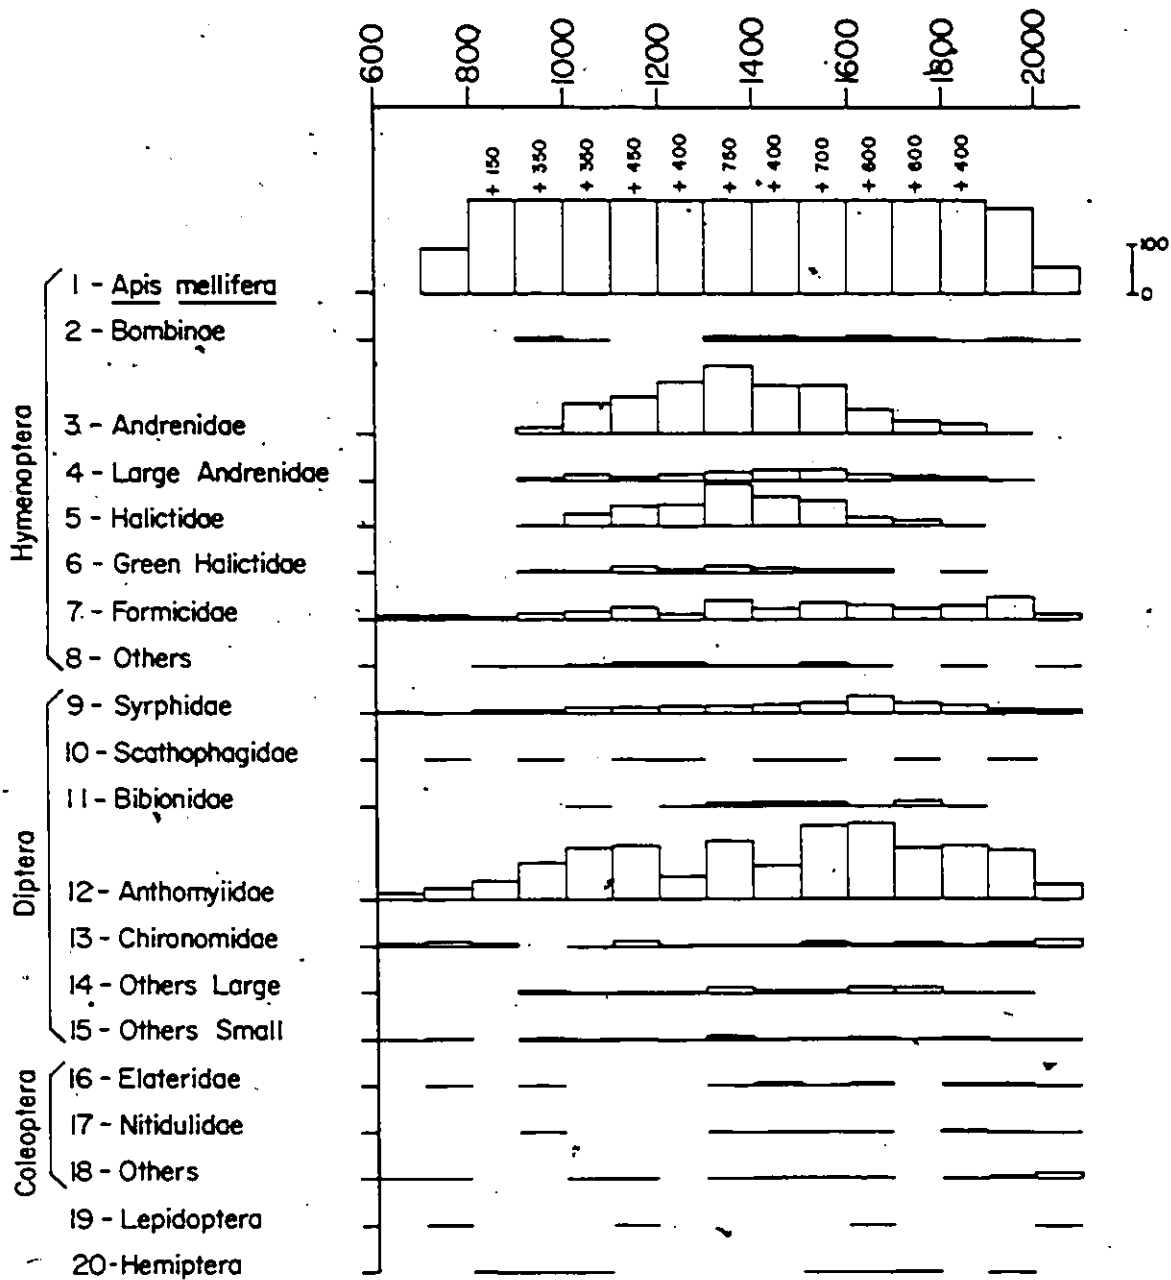 600 800 1000 1200 1400 1600 1800 2000
+ 150 + 350 + 350 + 450 + 400 + 750 + 400 + 700 + 600 + 600 + 400
100
0
Hymenoptera
1 - Apis mellifera
2 - Bombinae
3 - Andrenidae
4 - Large Andrenidae
5 - Halictidae
6 - Green Halictidae
7 - Formicidae
8 - Others
Diptera
9 - Syrphidae
10 - Scathophagidae
11 - Bibionidae
12 - Anthomyiidae
13 - Chironomidae
14 - Others Large
15 - Others Small
Coleoptera
16 - Elateridae
17 - Nitidulidae
18 - Others
19 - Lepidoptera
20 - Hemiptera